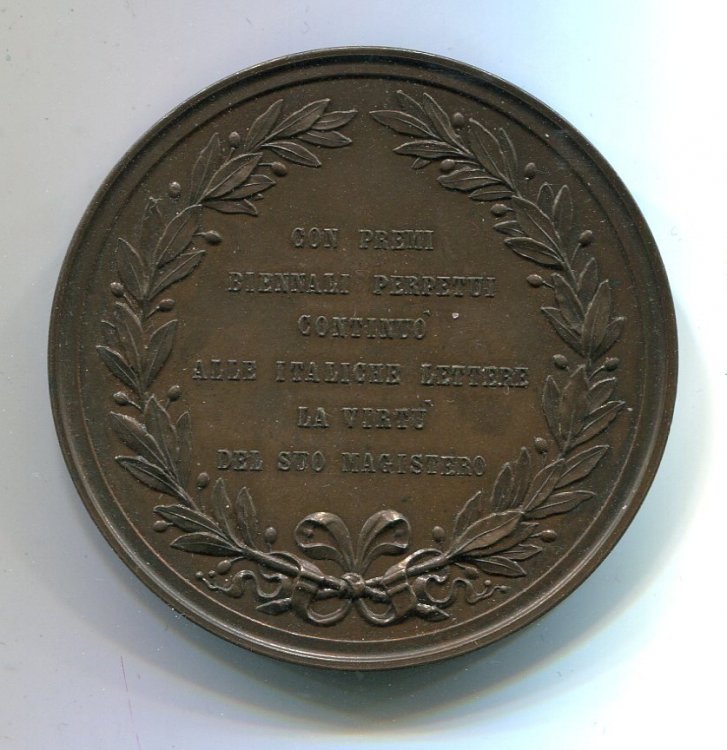 CON PREMI
BIENNALI PERPETUI
CONTINUÒ
ALLE ITALICHE LETTERE
LA VIRTÙ
DEL SUO MAGISTERO